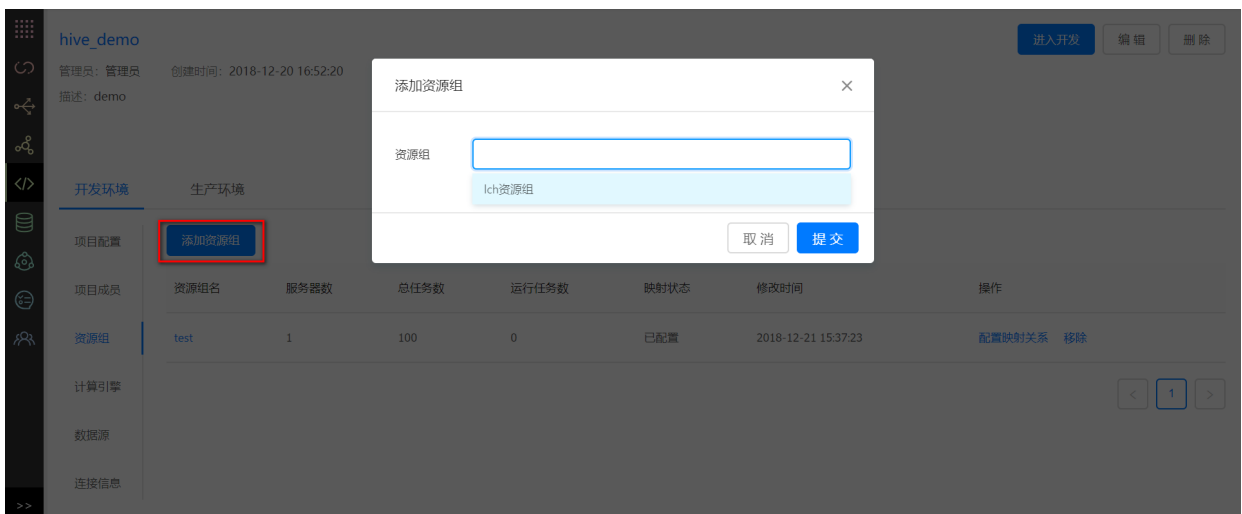 hive_demo
进入开发 编 辑 删 除
管理员：管理员 创建时间：2018-12-20 16:52:20
描述：demo
添加资源组
资源组
lch资源组
取 消 提 交
开发环境 生产环境
项目配置
项目成员
资源组
计算引擎
数据源
连接信息
添加资源组
资源组名 服务器数 总任务数 运行任务数 映射状态 修改时间 操作
test 1 100 0 已配置 2018-12-21 15:37:23 配置映射关系 移除
< 1 >
>>